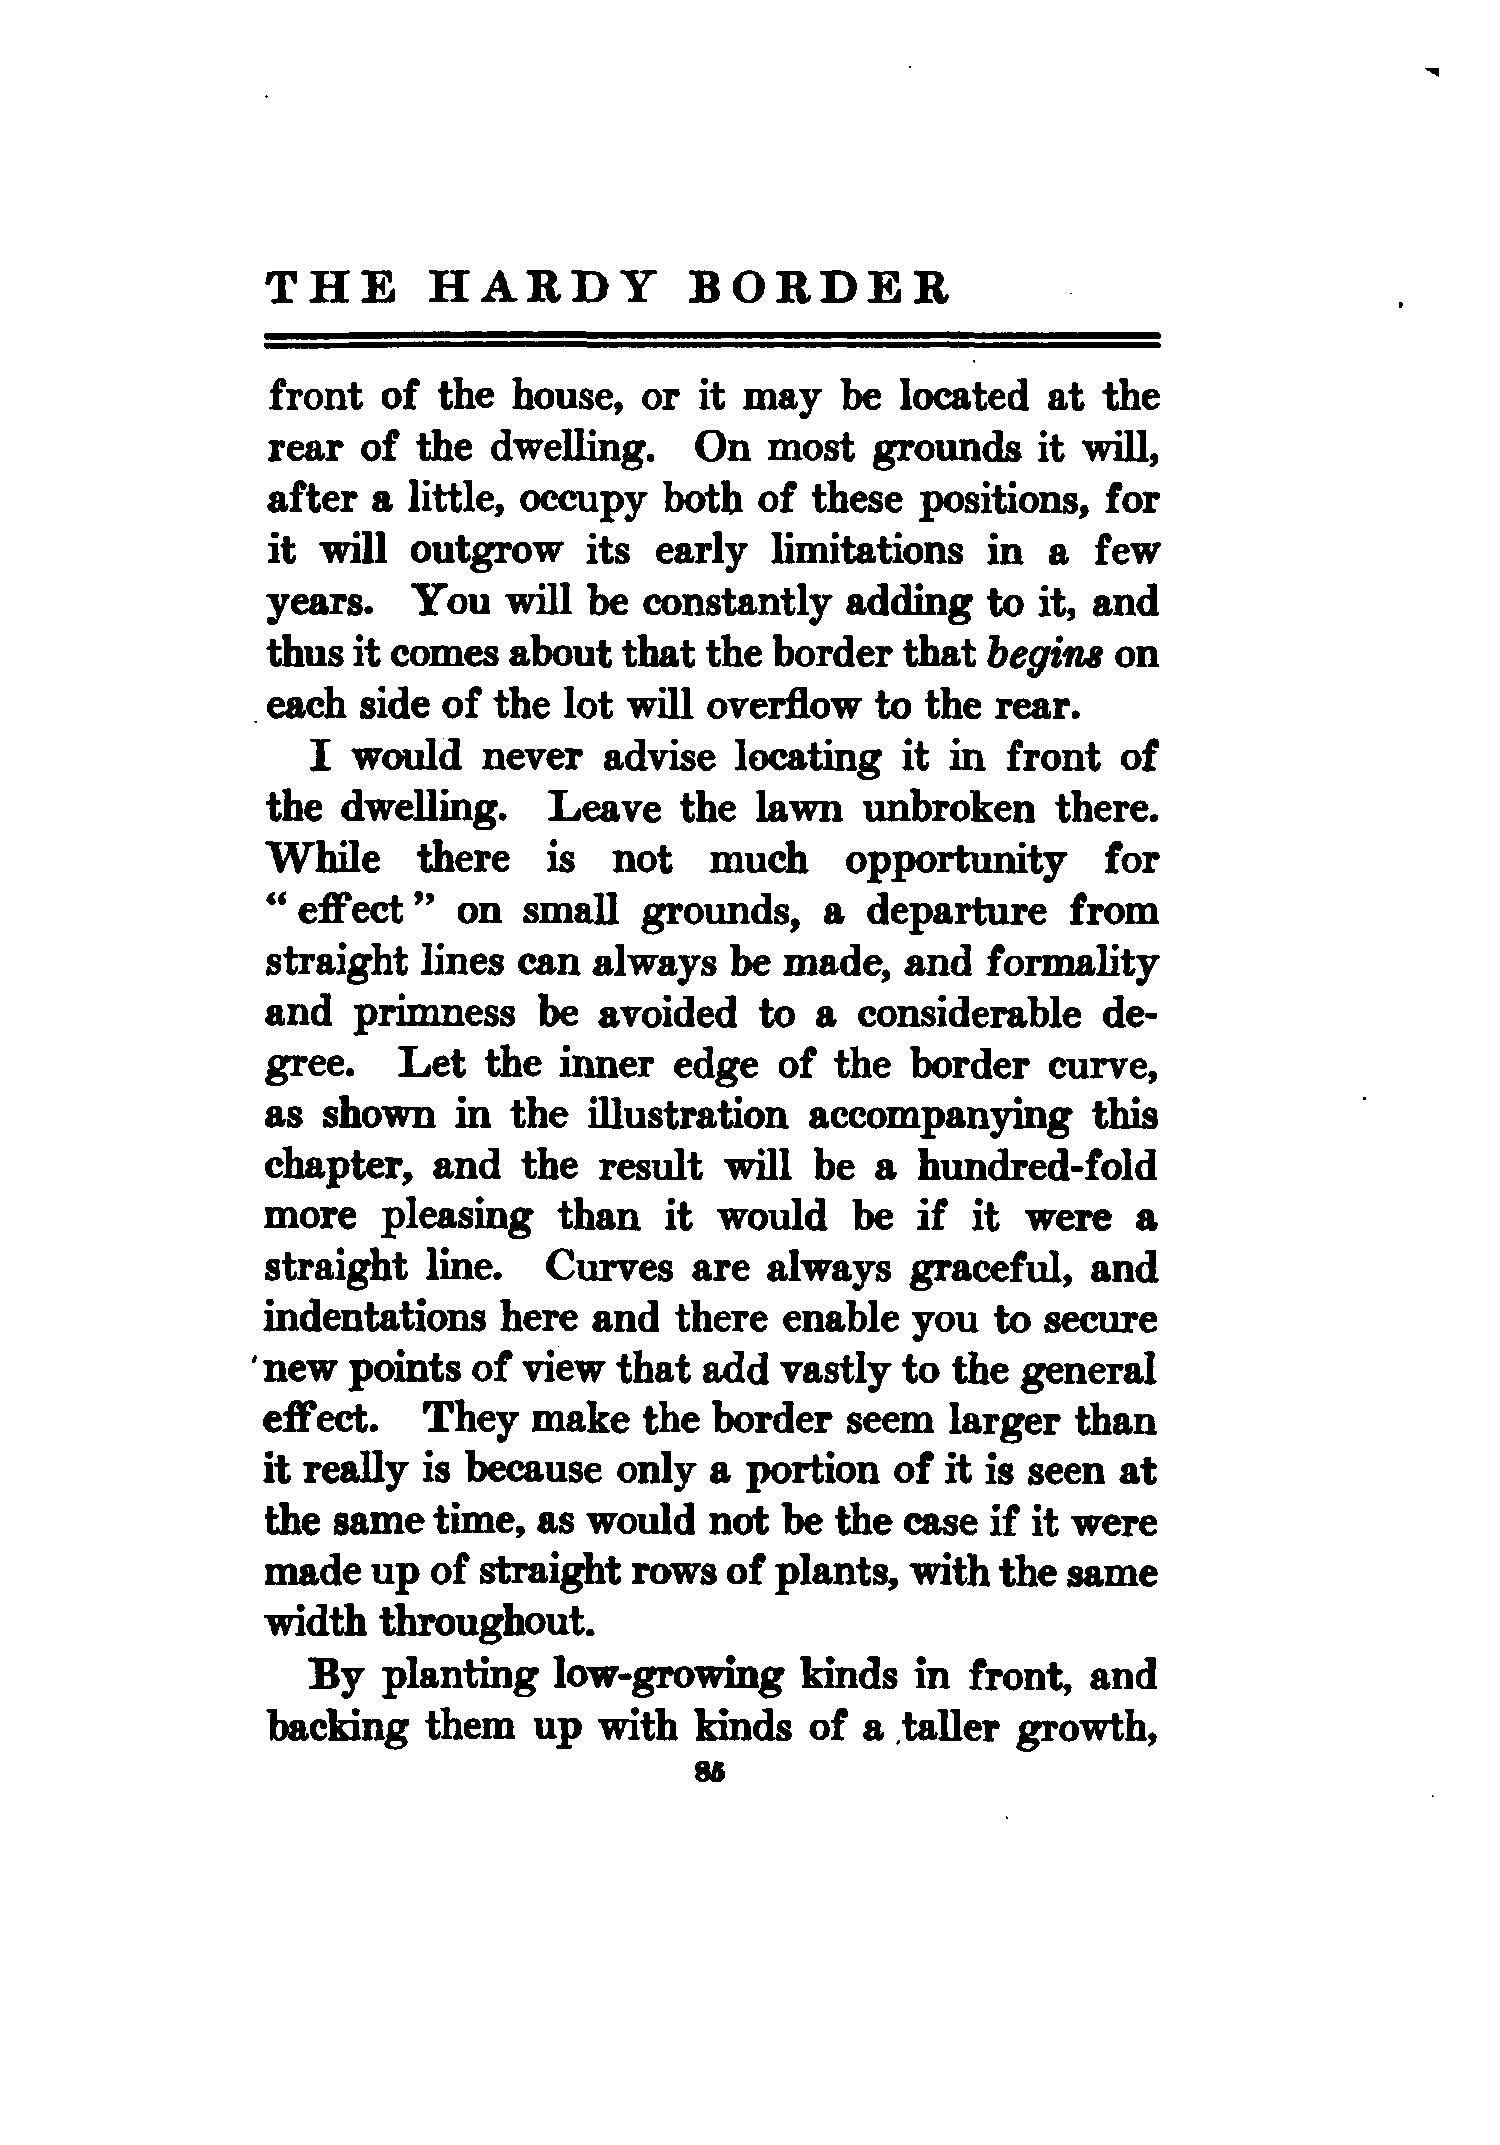 THE HARDY BORDER
front of the house, or it may be located at the
rear of the dwelling. On most grounds it will,
after a little, occupy both of these positions, for
it will outgrow its early limitations in a few
years. You will be constantly adding to it, and
thus it comes about that the border that begins on
each side of the lot will overflow to the rear.
I would never advise locating it in front of
the dwelling. Leave the lawn unbroken there.
While there is not much opportunity for
“ effect ” on small grounds, a departure from
straight lines can always be made, and formality
and primness be avoided to a considerable de-
gree. Let the inner edge of the border curve,
as shown in the illustration accompanying this
chapter, and the result will be a hundred-fold
more pleasing than it would be if it were a
straight line. Curves are always graceful, and
indentations here and there enable you to secure
new points of view that add vastly to the general
effect. They make the border seem larger than
it really is because only a portion of it is seen at
the same time, as would not be the case if it were
made up of straight rows of plants, with the same
width throughout.
By planting low-growing kinds in front, and
backing them up with kinds of a taller growth,
85